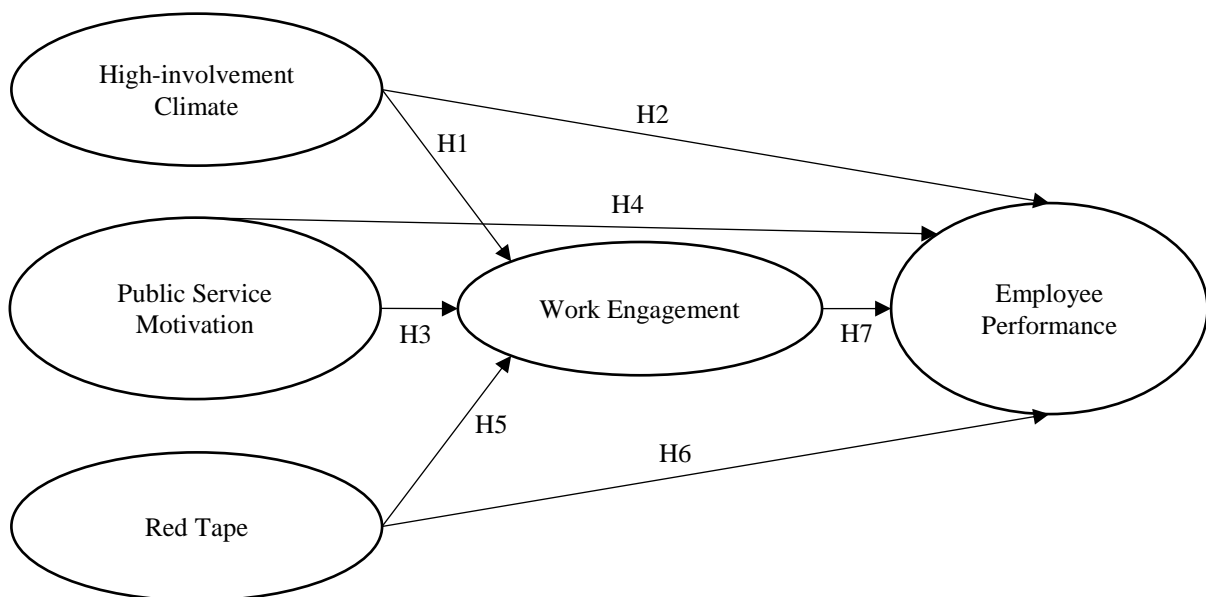 High-involvement
Climate
H2
H1
H4
Public Service
Motivation
H3
Work Engagement
H7
Employee
Performance
H5
H6
Red Tape